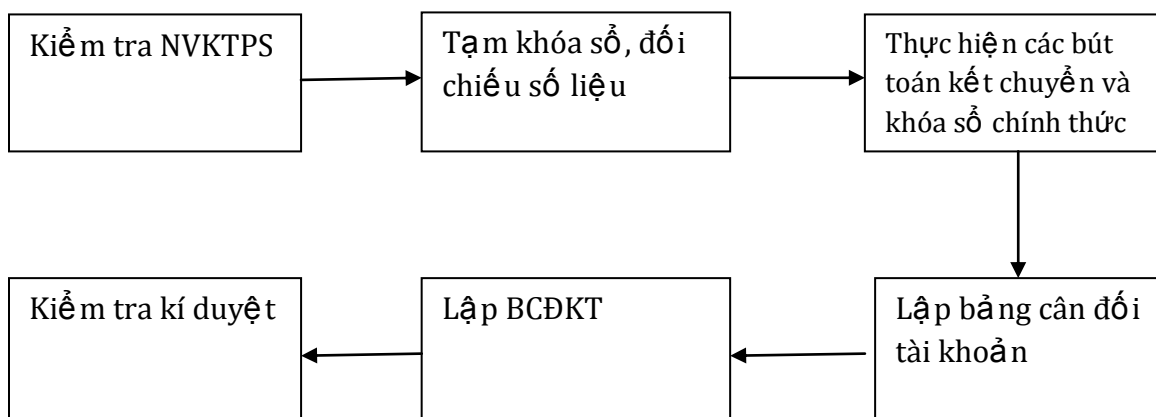 Kiểm tra NVKTPS
Tạm khóa sổ, đối
chiếu số liệu
Thực hiện các bút
toán kết chuyển và
khóa sổ chính thức
Kiểm tra kí duyệt
Lập BCĐKT
Lập bảng cân đối
tài khoản